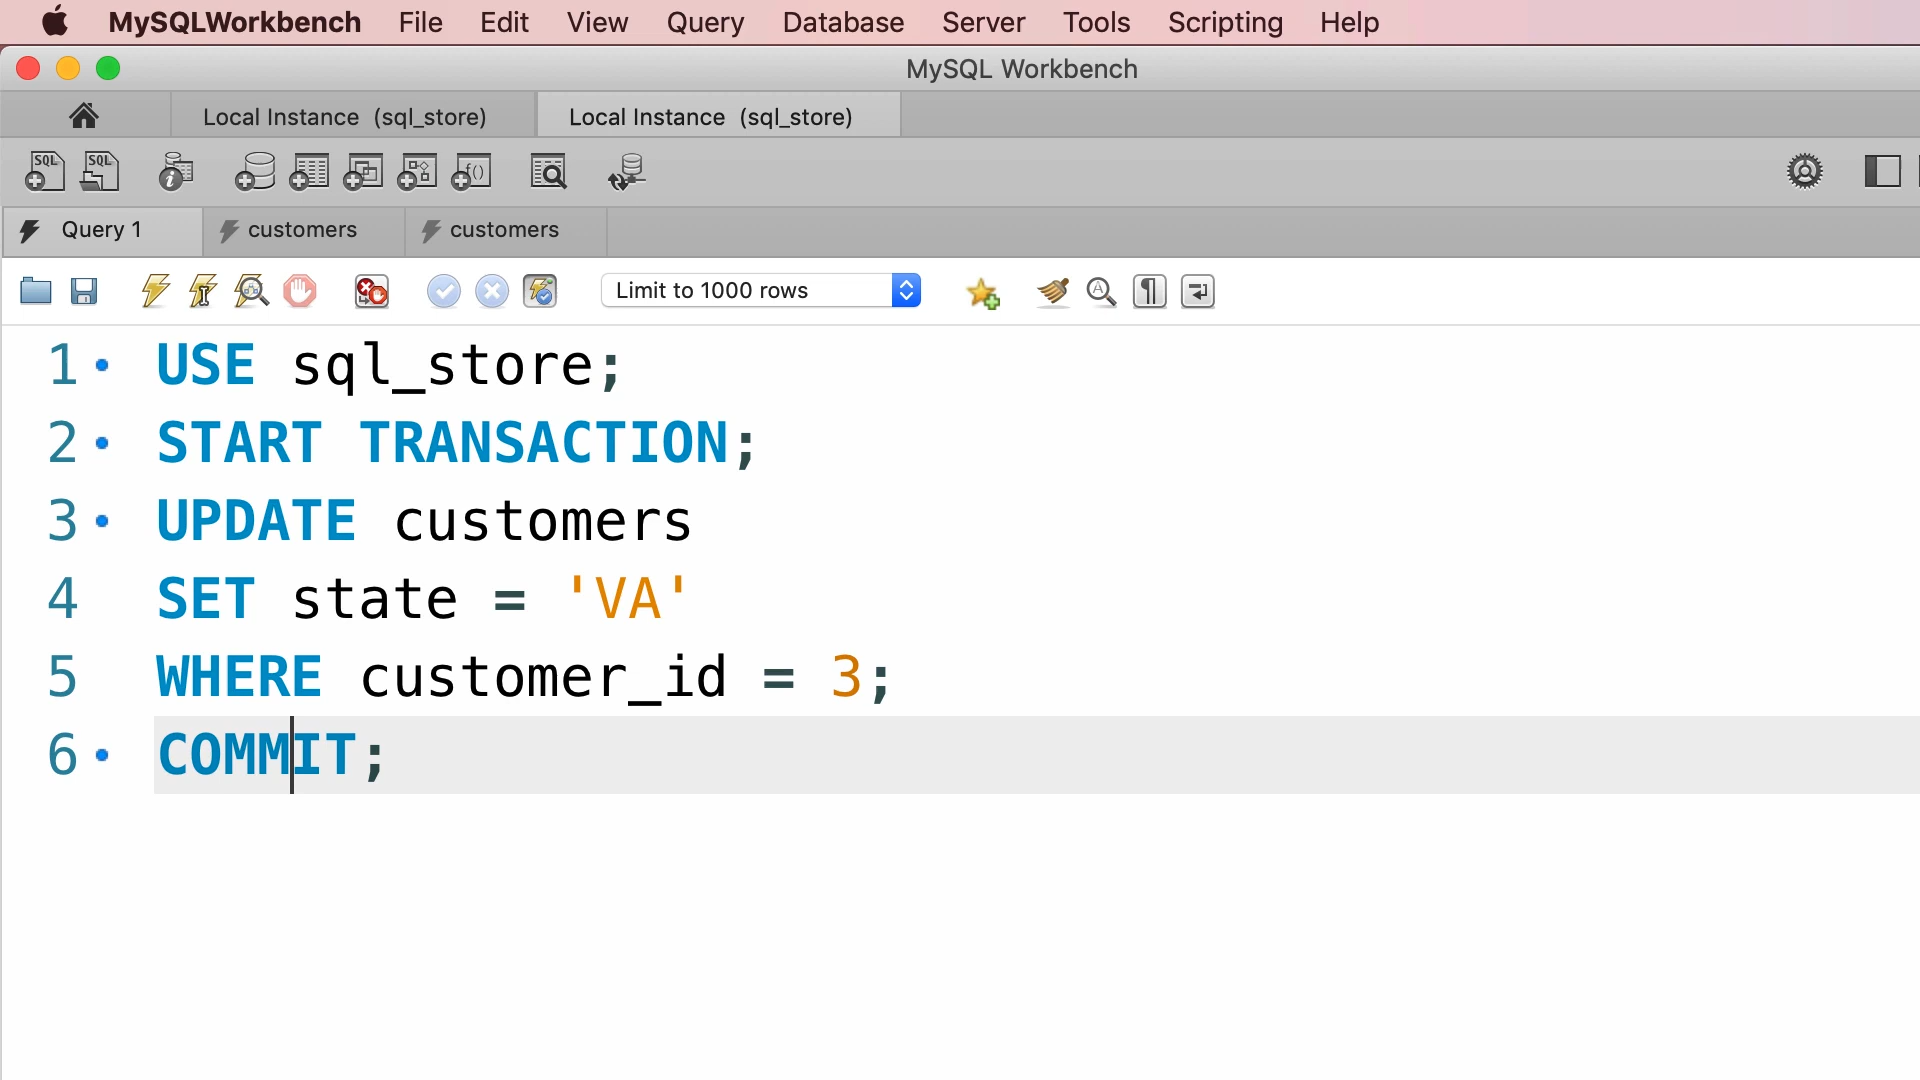 MySQLWorkbench File Edit View Query Database Server Tools Scripting Help
MySQL Workbench
Local Instance (sql_store) Local Instance (sql_store)
SQL SQL f()
Query 1 customers customers
Limit to 1000 rows
1 USE sql_store;
2 START TRANSACTION;
3 UPDATE customers
4 SET state = 'VA'
5 WHERE customer_id = 3;
6 COMMIT;